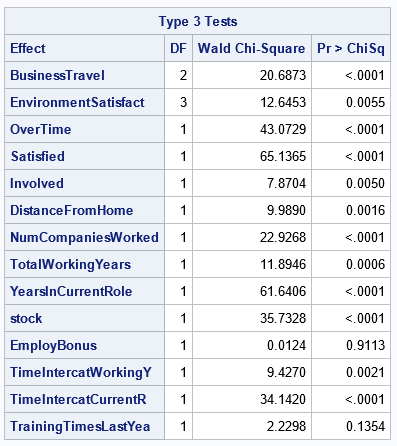 Type 3 Tests
Effect DF Wald Chi-Square Pr > ChiSq
BusinessTravel 2 20.6873 <.0001
EnvironmentSatisfact 3 12.6453 0.0055
OverTime 1 43.0729 <.0001
Satisfied 1 65.1365 <.0001
Involved 1 7.8704 0.0050
DistanceFromHome 1 9.9890 0.0016
NumCompaniesWorked 1 22.9268 <.0001
TotalWorkingYears 1 11.8946 0.0006
YearsInCurrentRole 1 61.6406 <.0001
stock 1 35.7328 <.0001
EmployBonus 1 0.0124 0.9113
TimeIntercatWorkingY 1 9.4270 0.0021
TimeIntercatCurrentR 1 34.1420 <.0001
TrainingTimesLastYea 1 2.2298 0.1354